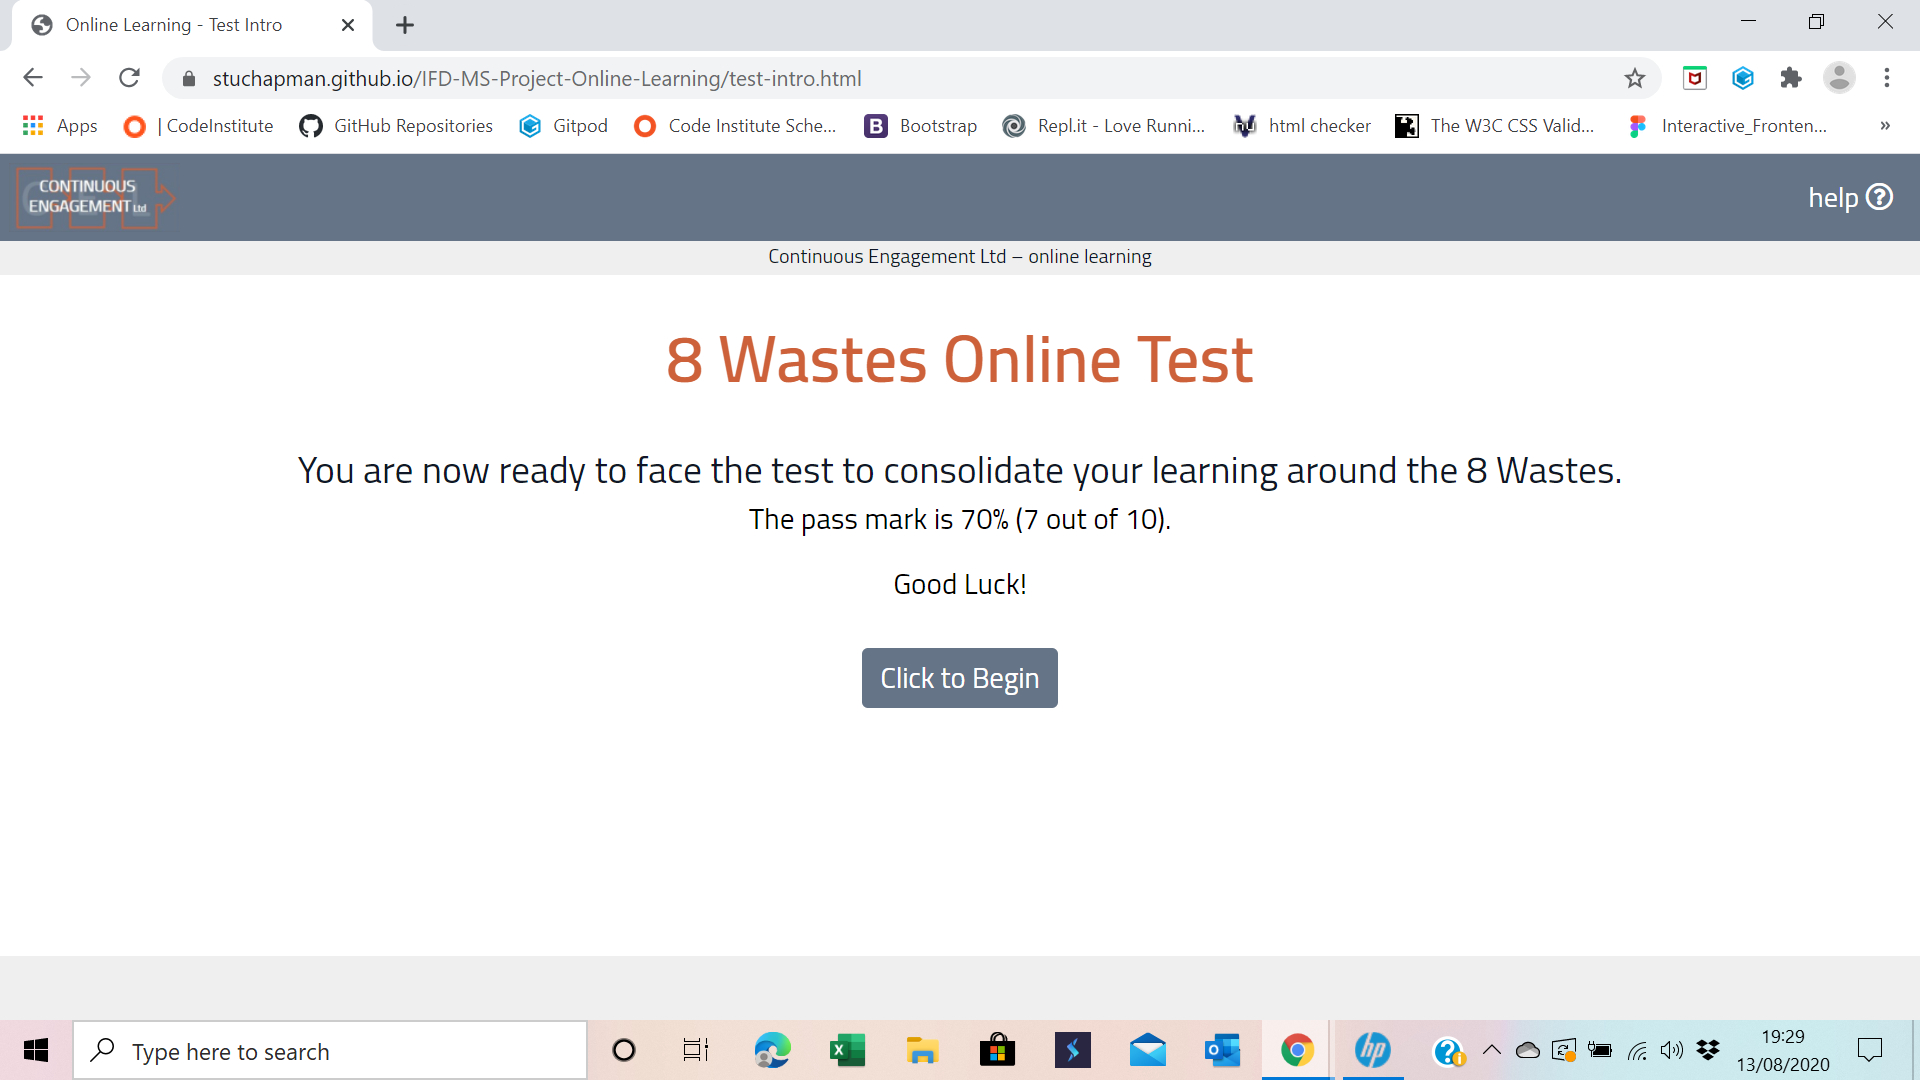 Online Learning - Test Intro
stuchapman.github.io/IFD-MS-Project-Online-Learning/test-intro.html
Apps | CodeInstitute GitHub Repositories Gitpod Code Institute Sche... Bootstrap Repl.it - Love Runni... html checker The W3C CSS Valid... Interactive_Fronten... »
CONTINUOUS
ENGAGEMENT Ltd
help ?
Continuous Engagement Ltd – online learning
8 Wastes Online Test
You are now ready to face the test to consolidate your learning around the 8 Wastes.
The pass mark is 70% (7 out of 10).
Good Luck!
Click to Begin
Type here to search
19:29
13/08/2020